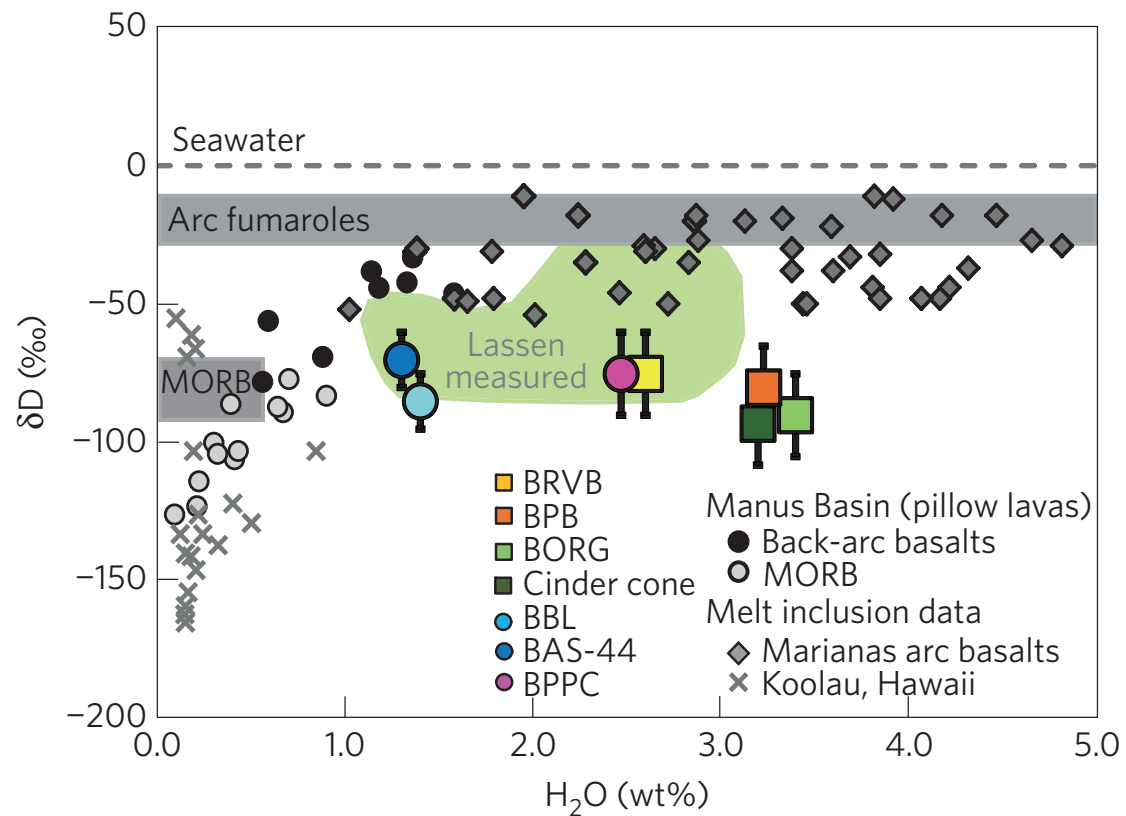 50
0
−50
−100
−150
−200
δD (‰)
Seawater
Arc fumaroles
MORB
Lassen
measured
BRVB
BPB
BORG
Cinder cone
BBL
BAS-44
BPPC
Manus Basin (pillow lavas)
Back-arc basalts
MORB
Melt inclusion data
Marianas arc basalts
Koolau, Hawaii
0.0 1.0 2.0 3.0 4.0 5.0
H₂O (wt%)